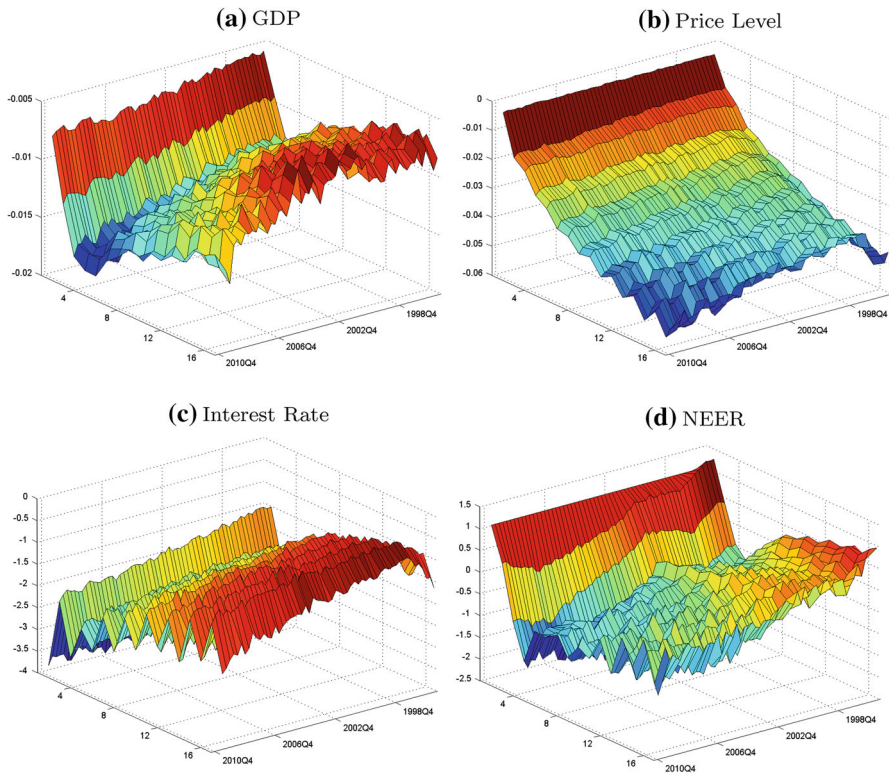 (a) GDP
-0.005
-0.01
-0.015
-0.02
4
8
12
16
2010Q4
2006Q4
2002Q4
1998Q4
(b) Price Level
0
-0.01
-0.02
-0.03
-0.04
-0.05
-0.06
4
8
12
16
2010Q4
2006Q4
2002Q4
1998Q4
(c) Interest Rate
0
-0.5
-1
-1.5
-2
-2.5
-3
-3.5
-4
4
8
12
16
2010Q4
2006Q4
2002Q4
1998Q4
(d) NEER
1.5
1
0.5
0
-0.5
-1
-1.5
-2
-2.5
4
8
12
16
2010Q4
2006Q4
2002Q4
1998Q4